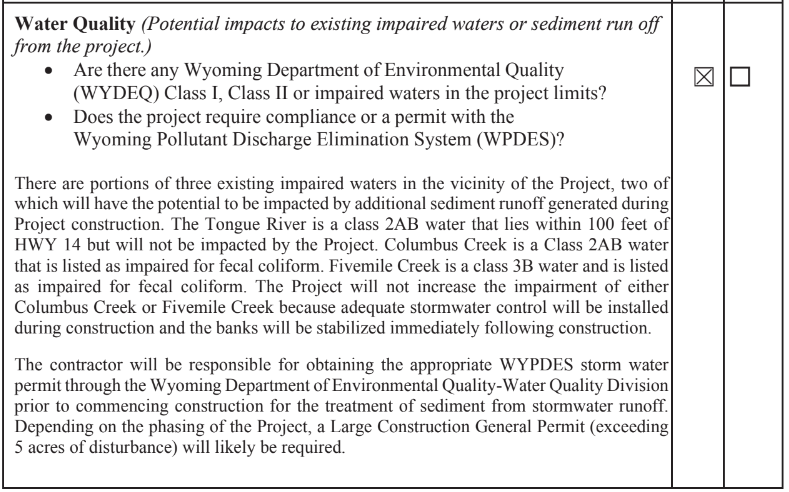 Water Quality (Potential impacts to existing impaired waters or sediment run off
from the project.)
• Are there any Wyoming Department of Environmental Quality
(WYDEQ) Class I, Class II or impaired waters in the project limits?
• Does the project require compliance or a permit with the
Wyoming Pollutant Discharge Elimination System (WPDES)?
☒ ☐
There are portions of three existing impaired waters in the vicinity of the Project, two of
which will have the potential to be impacted by additional sediment runoff generated during
Project construction. The Tongue River is a class 2AB water that lies within 100 feet of
HWY 14 but will not be impacted by the Project. Columbus Creek is a Class 2AB water
that is listed as impaired for fecal coliform. Fivemile Creek is a class 3B water and is listed
as impaired for fecal coliform. The Project will not increase the impairment of either
Columbus Creek or Fivemile Creek because adequate stormwater control will be installed
during construction and the banks will be stabilized immediately following construction.
The contractor will be responsible for obtaining the appropriate WYPDES storm water
permit through the Wyoming Department of Environmental Quality-Water Quality Division
prior to commencing construction for the treatment of sediment from stormwater runoff.
Depending on the phasing of the Project, a Large Construction General Permit (exceeding
5 acres of disturbance) will likely be required.